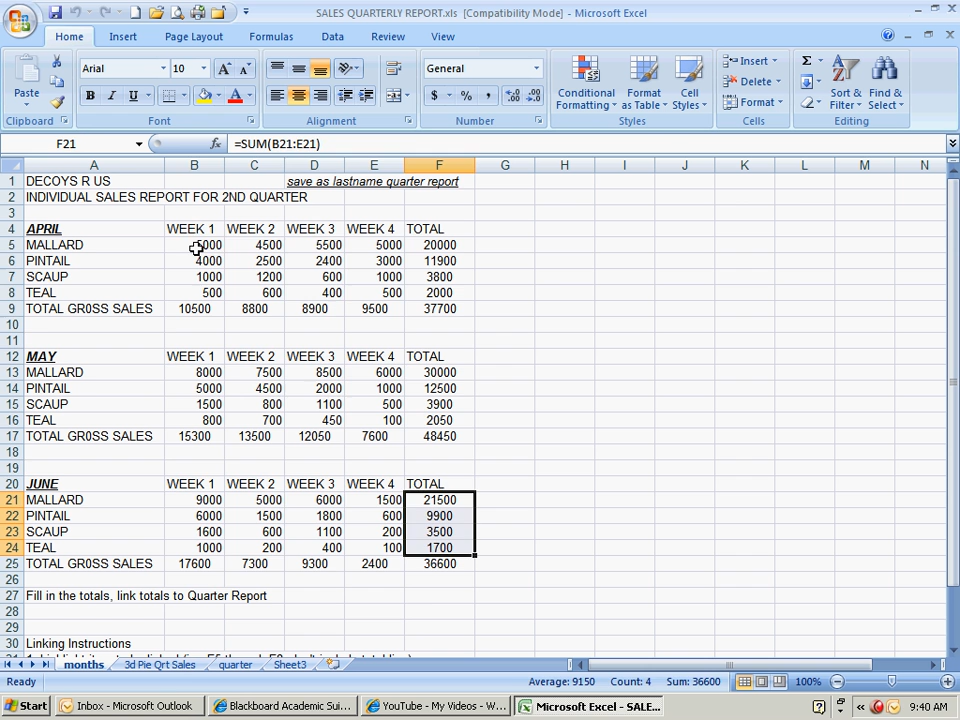 SALES QUARTERLY REPORT.xls [Compatibility Mode] - Microsoft Excel
Home Insert Page Layout Formulas Data Review View
Paste
Clipboard
Arial 10
B I U
Font
Alignment
General
$ % ,
Number
Conditional Formatting
Format as Table
Cell Styles
Styles
Insert
Delete
Format
Cells
Sort & Filter
Find & Select
Editing
F21 fx =SUM(B21:E21)
A B C D E F G H I J K L M N
1 DECOYS R US save as lastname quarter report
2 INDIVIDUAL SALES REPORT FOR 2ND QUARTER
3
4 APRIL WEEK 1 WEEK 2 WEEK 3 WEEK 4 TOTAL
5 MALLARD 5000 4500 5500 5000 20000
6 PINTAIL 4000 2500 2400 3000 11900
7 SCAUP 1000 1200 600 1000 3800
8 TEAL 500 600 400 500 2000
9 TOTAL GR0SS SALES 10500 8800 8900 9500 37700
10
11
12 MAY WEEK 1 WEEK 2 WEEK 3 WEEK 4 TOTAL
13 MALLARD 8000 7500 8500 6000 30000
14 PINTAIL 5000 4500 2000 1000 12500
15 SCAUP 1500 800 1100 500 3900
16 TEAL 800 700 450 100 2050
17 TOTAL GR0SS SALES 15300 13500 12050 7600 48450
18
19
20 JUNE WEEK 1 WEEK 2 WEEK 3 WEEK 4 TOTAL
21 MALLARD 9000 5000 6000 1500 21500
22 PINTAIL 6000 1500 1800 600 9900
23 SCAUP 1600 600 1100 200 3500
24 TEAL 1000 200 400 100 1700
25 TOTAL GR0SS SALES 17600 7300 9300 2400 36600
26
27 Fill in the totals, link totals to Quarter Report
28
29
30 Linking Instructions
months 3d Pie Qrt Sales quarter Sheet3
Ready Average: 9150 Count: 4 Sum: 36600 100%
Start Inbox - Microsoft Outlook Blackboard Academic Sui... YouTube - My Videos - W... Microsoft Excel - SALE... 9:40 AM